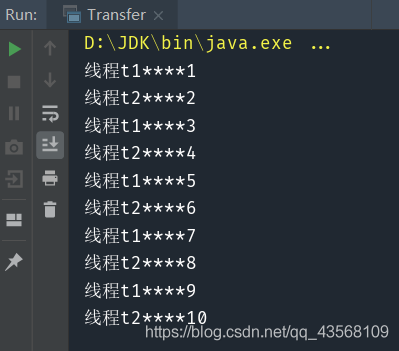 Run: Transfer ×
D:\JDK\bin\java.exe ...
线程t1****1
线程t2****2
线程t1****3
线程t2****4
线程t1****5
线程t2****6
线程t1****7
线程t2****8
线程t1****9
线程t2****10
https://blog.csdn.net/qq_43568109